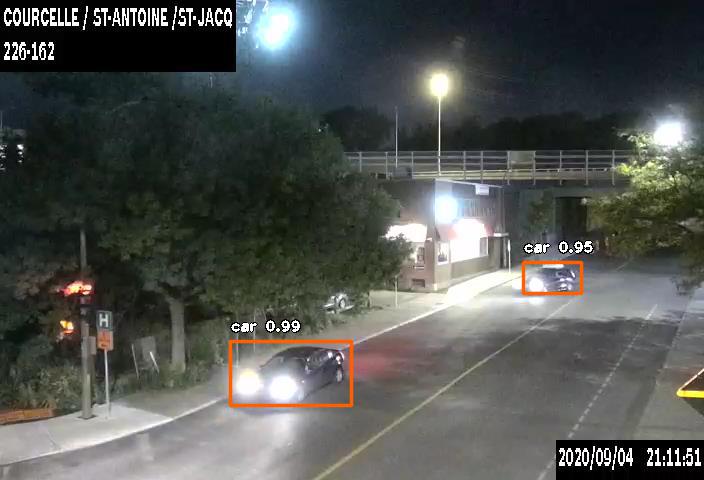 COURCELLE / ST-ANTOINE /ST-JACQ
226-162
car 0.95
car 0.99
H
2020/09/04 21:11:51